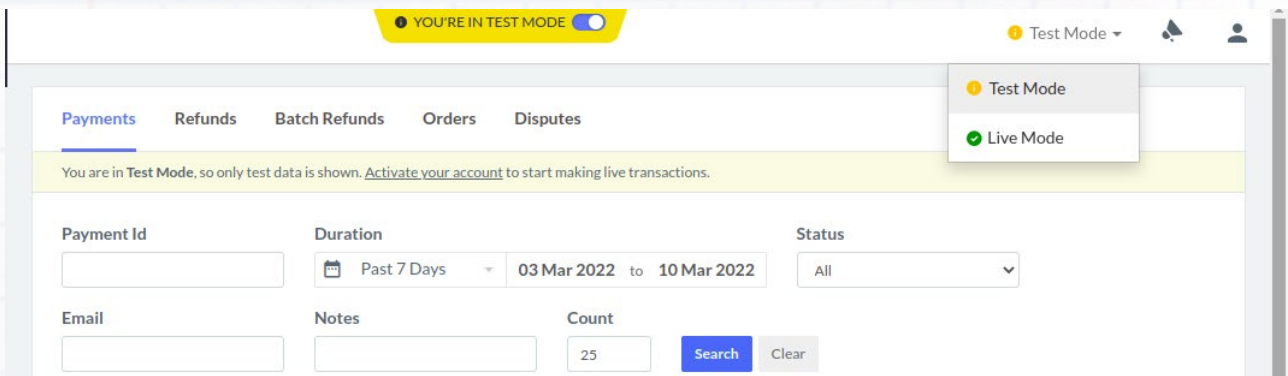 YOU'RE IN TEST MODE
Test Mode
Test Mode
Live Mode
Payments Refunds Batch Refunds Orders Disputes
You are in Test Mode, so only test data is shown. Activate your account to start making live transactions.
Payment Id Duration Status
Past 7 Days 03 Mar 2022 to 10 Mar 2022 All
Email Notes Count
25 Search Clear